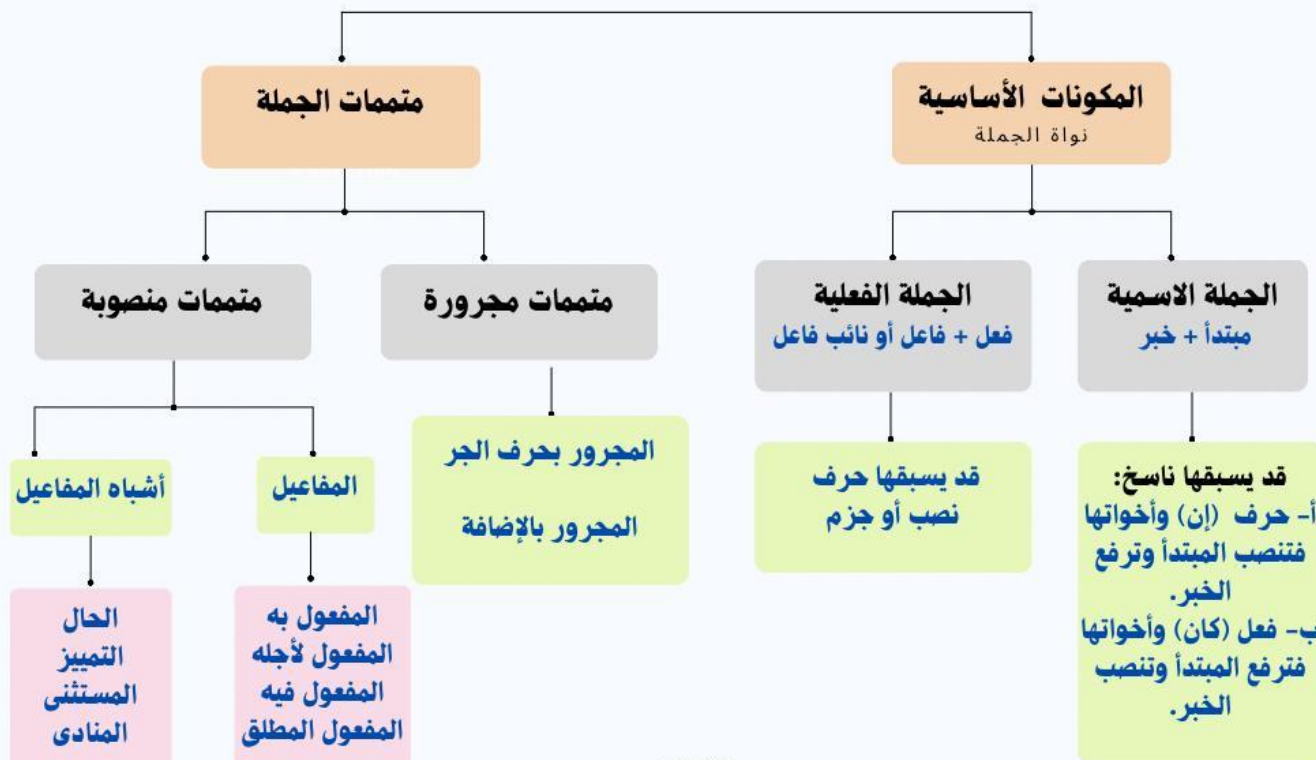 المكونات الأساسية
نواة الجملة
متممات الجملة
الجملة الاسمية
مبتدأ + خبر
الجملة الفعلية
فعل + فاعل أو نائب فاعل
متممات مجرورة
متممات منصوبة
قد يسبقها ناسخ:
أ- حرف (إن) وأخواتها
فتنصب المبتدأ وترفع
الخبر.
ب- فعل (كان) وأخواتها
فترفع المبتدأ وتنصب
الخبر.
قد يسبقها حرف
نصب أو جزم
المجرور بحرف الجر
المجرور بالإضافة
المفاعيل
أشباه المفاعيل
المفعول به
المفعول لأجله
المفعول فيه
المفعول المطلق
الحال
التمييز
المستثنى
المنادى